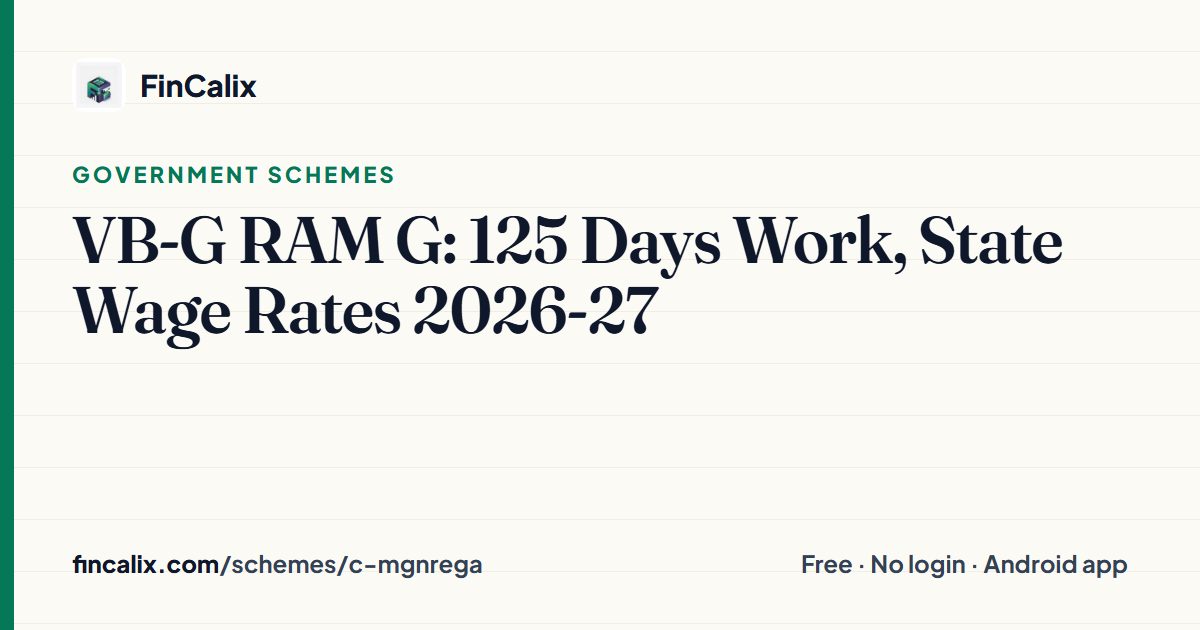 FinCalix
GOVERNMENT SCHEMES
VB-G RAM G: 125 Days Work, State
Wage Rates 2026-27
fincalix.com/schemes/c-mgnrega
Free · No login · Android app